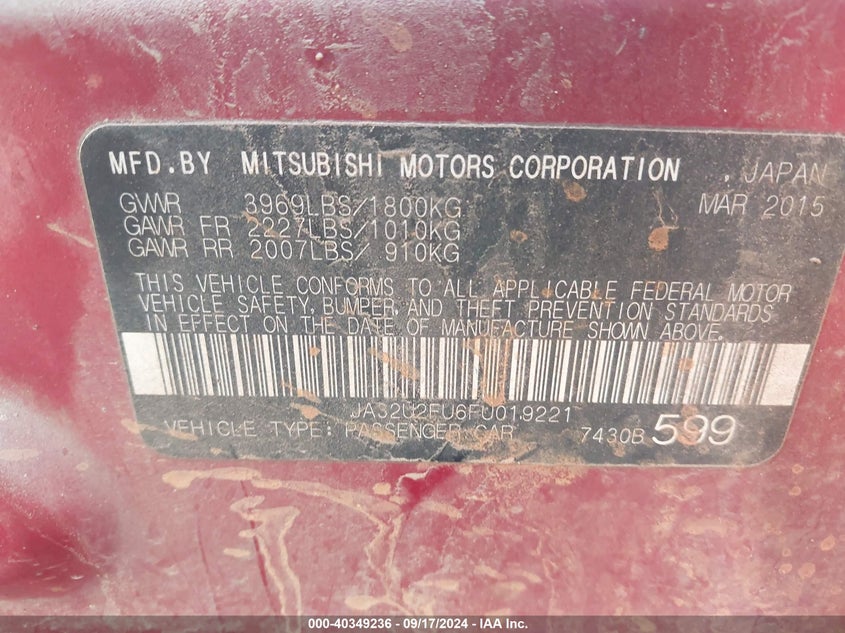 MFD.BY MITSUBISHI MOTORS CORPORATION , JAPAN
GVWR 3969LBS/1800KG MAR 2015
GAWR FR 2227LBS/1010KG
GAWR RR 2007LBS/ 910KG
THIS VEHICLE CONFORMS TO ALL APPLICABLE FEDERAL MOTOR
VEHICLE SAFETY, BUMPER, AND THEFT PREVENTION STANDARDS
IN EFFECT ON THE DATE OF MANUFACTURE SHOWN ABOVE.
JA32U2FU6FU019221
VEHICLE TYPE: PASSENGER CAR 7430B 599
000-40349236 - 09/17/2024 - IAA Inc.